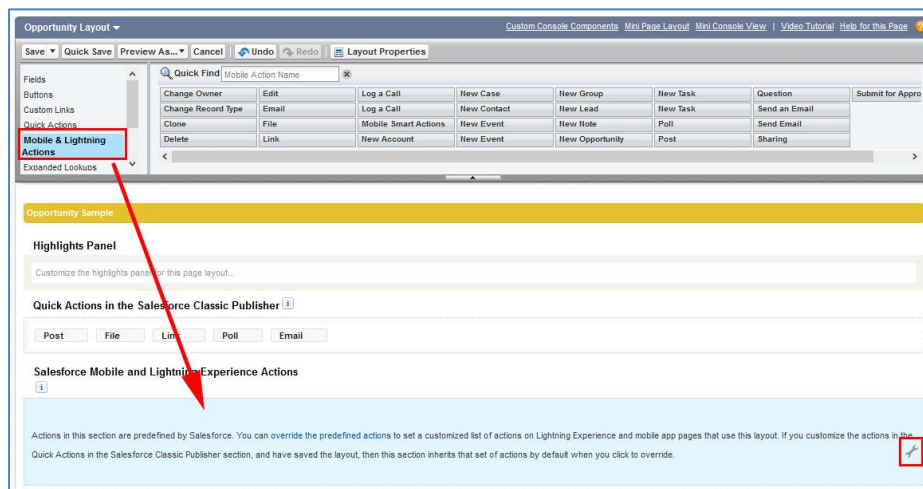 Opportunity Layout
Custom Console Components Mini Page Layout Mini Console View | Video Tutorial Help for this Page
Save Quick Save Preview As... Cancel Undo Redo Layout Properties
Fields
Buttons
Custom Links
Quick Actions
Mobile & Lightning
Actions
Expanded Lookups
Quick Find Mobile Action Name
Change Owner Edit Log a Call New Case New Group New Task Question Submit for Appro
Change Record Type Email Log a Call New Contact New Lead New Task Send an Email
Clone File Mobile Smart Actions New Event New Note Poll Send Email
Delete Link New Account New Event New Opportunity Post Sharing
Opportunity Sample
Highlights Panel
Customize the highlights panel for this page layout...
Quick Actions in the Salesforce Classic Publisher
Post File Link Poll Email
Salesforce Mobile and Lightning Experience Actions
Actions in this section are predefined by Salesforce. You can override the predefined actions to set a customized list of actions on Lightning Experience and mobile app pages that use this layout. If you customize the actions in the
Quick Actions in the Salesforce Classic Publisher section, and have saved the layout, then this section inherits that set of actions by default when you click to override.